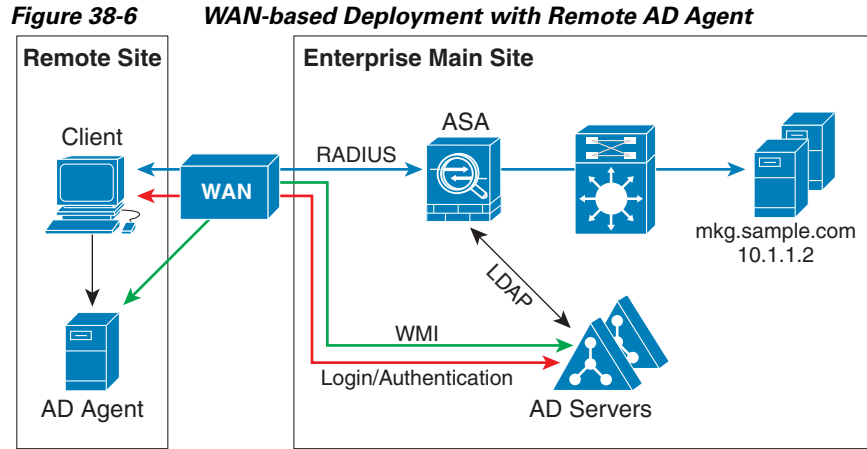 Figure 38-6 WAN-based Deployment with Remote AD Agent
Remote Site
Enterprise Main Site
Client
ASA
RADIUS
WAN
mkg.sample.com
10.1.1.2
LDAP
WMI
Login/Authentication
AD Agent
AD Servers